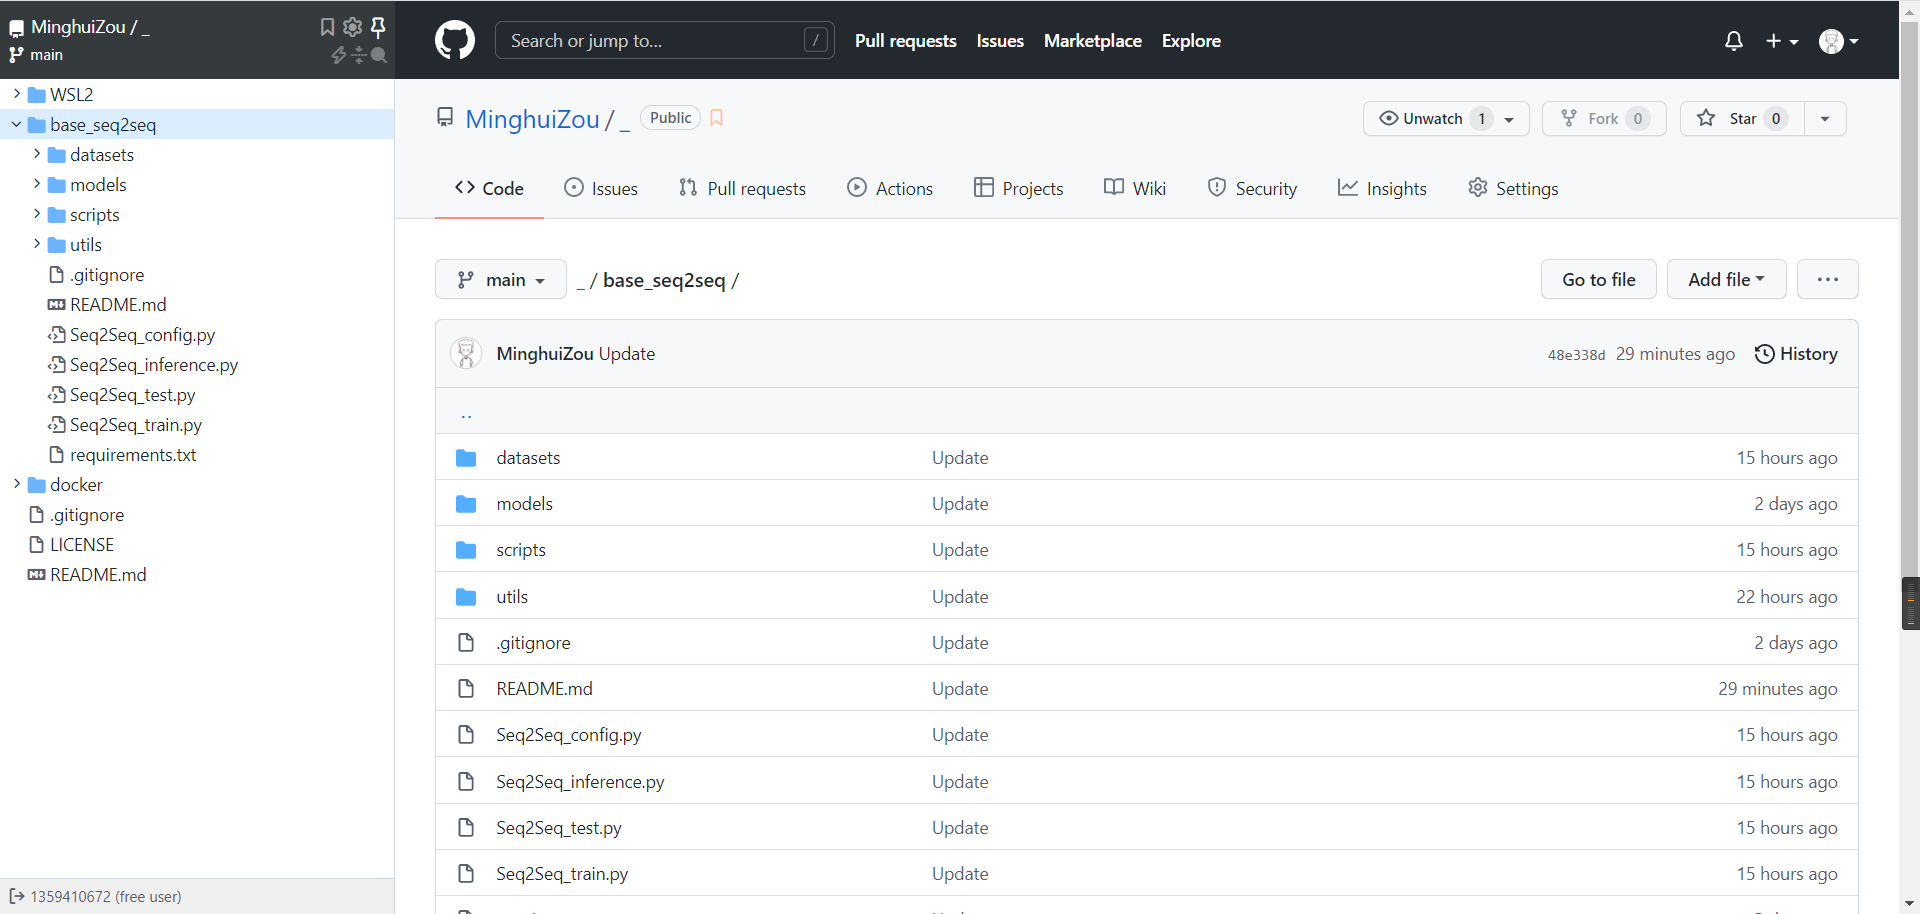 MinghuiZou / _
main
WSL2
base_seq2seq
datasets
models
scripts
utils
.gitignore
README.md
Seq2Seq_config.py
Seq2Seq_inference.py
Seq2Seq_test.py
Seq2Seq_train.py
requirements.txt
docker
.gitignore
LICENSE
README.md
1359410672 (free user)
Search or jump to... /
Pull requests Issues Marketplace Explore
MinghuiZou / _ Public
Unwatch 1 Fork 0 Star 0
Code Issues Pull requests Actions Projects Wiki Security Insights Settings
main _ / base_seq2seq / Go to file Add file ...
MinghuiZou Update 48e338d 29 minutes ago History
..
datasets Update 15 hours ago
models Update 2 days ago
scripts Update 15 hours ago
utils Update 22 hours ago
.gitignore Update 2 days ago
README.md Update 29 minutes ago
Seq2Seq_config.py Update 15 hours ago
Seq2Seq_inference.py Update 15 hours ago
Seq2Seq_test.py Update 15 hours ago
Seq2Seq_train.py Update 15 hours ago